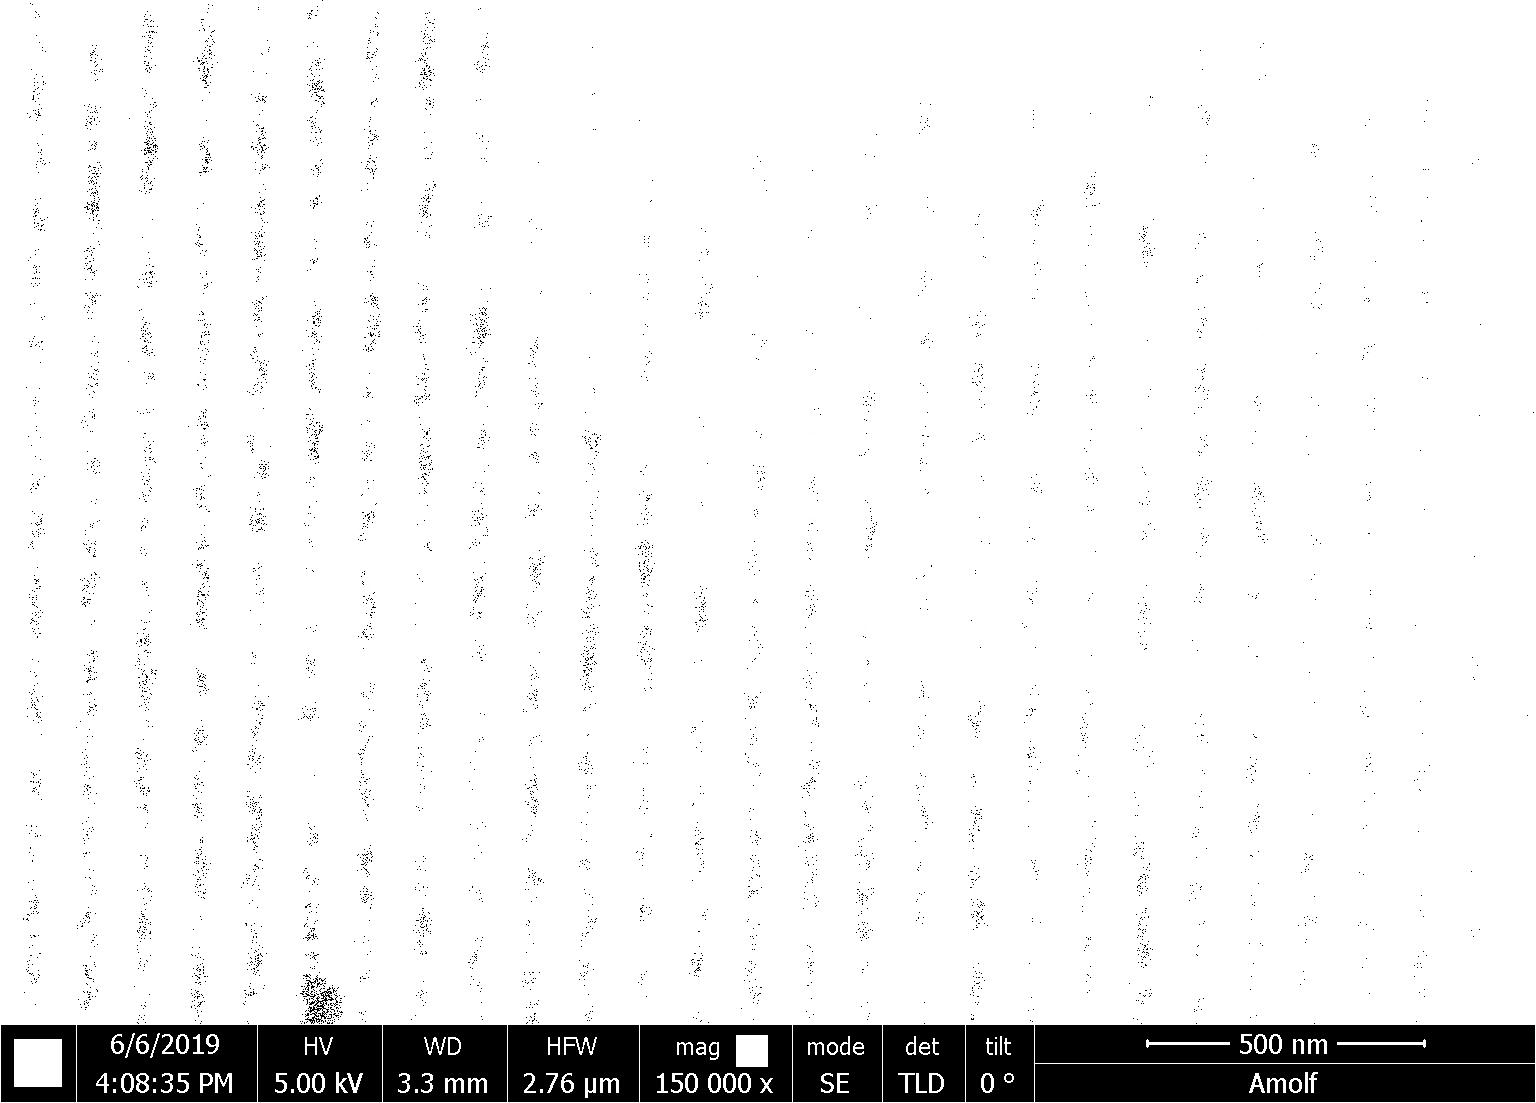 6/6/2019
4:08:35 PM
HV
5.00 kV
WD
3.3 mm
HFW
2.76 µm
mag
150 000 x
mode
SE
det
TLD
tilt
0 °
500 nm
Amolf